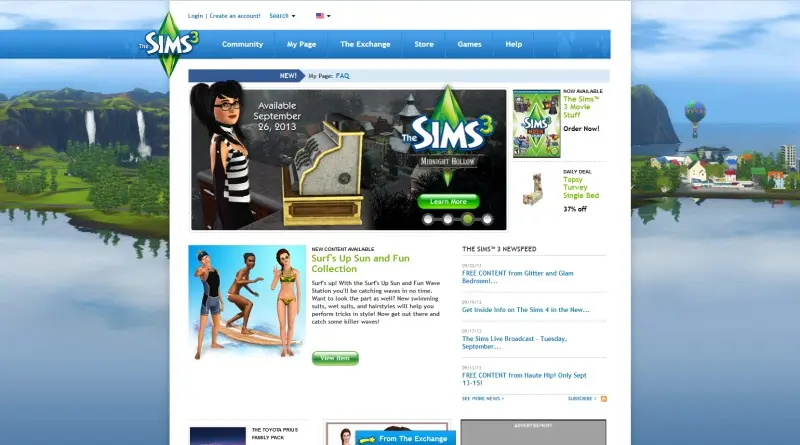 Login | Create an account! Search
The SIMS 3
Community My Page The Exchange Store Games Help
NEW! My Page: FAQ
Available
September
26, 2013
The SIMS 3
MIDNIGHT HOLLOW
Learn More
NOW AVAILABLE
The Sims™
3 Movie
Stuff
Order Now!
DAILY DEAL
Topsy
Turvey
Single Bed
37% off
NEW CONTENT AVAILABLE
Surf's Up Sun and Fun
Collection
Surf's up! With the Surf's Up Sun and Fun Wave
Station you'll be catching waves in no time.
Want to look the part as well? New swimming
suits, wet suits, and hairstyles will help you
perform tricks in style! Now get out there and
catch some killer waves!
View item
THE SIMS™ 3 NEWSFEED
09/20/13
FREE CONTENT from Glitter and Glam
Bedroom!...
09/19/13
Get Inside Info on The Sims 4 in the New...
09/17/13
The Sims Live Broadcast - Tuesday,
September...
09/13/13
FREE CONTENT from Haute Hip! Only Sept
13-15!
SEE MORE NEWS > SUBSCRIBE >
THE TOYOTA PRIUS
FAMILY PACK
From The Exchange
ADVERTISEMENT